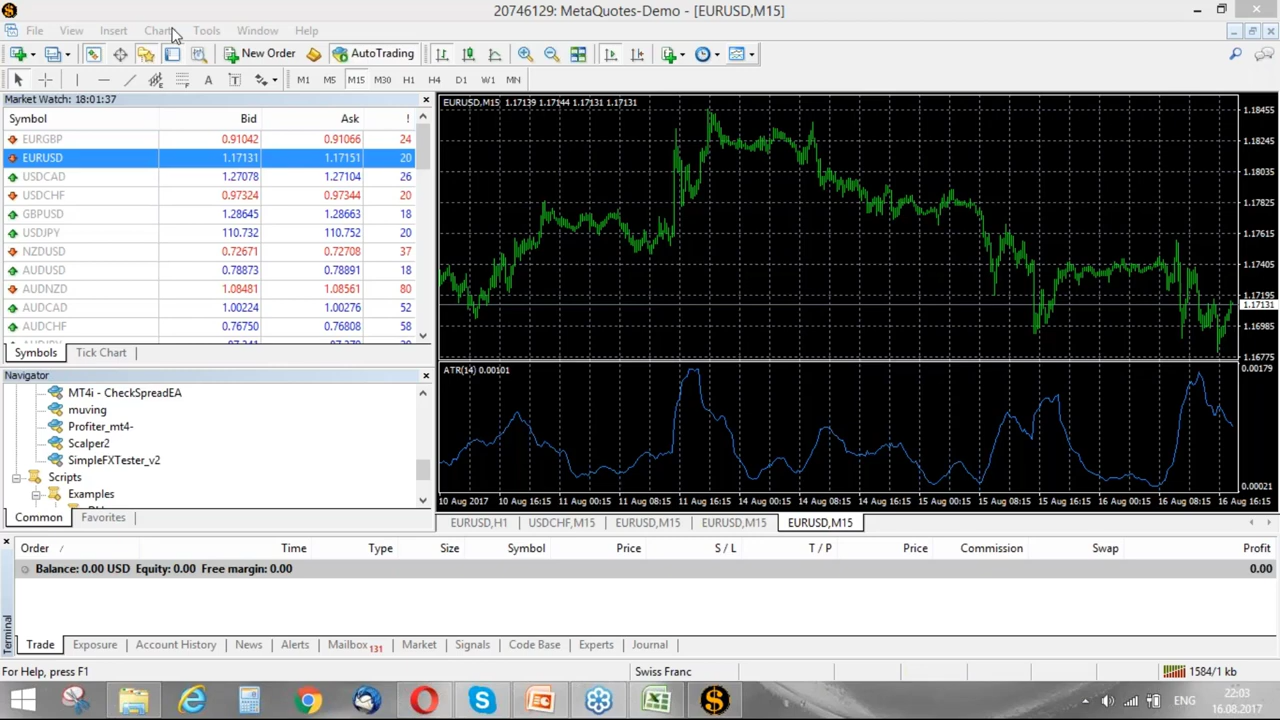 20746129: MetaQuotes-Demo - [EURUSD,M15]
File View Insert Charts Tools Window Help
New Order AutoTrading
A T M1 M5 M15 M30 H1 H4 D1 W1 MN
Market Watch: 18:01:37
Symbol Bid Ask !
EURGBP 0.91042 0.91066 24
EURUSD 1.17131 1.17151 20
USDCAD 1.27078 1.27104 26
USDCHF 0.97324 0.97344 20
GBPUSD 1.28645 1.28663 18
USDJPY 110.732 110.752 20
NZDUSD 0.72671 0.72708 37
AUDUSD 0.78873 0.78891 18
AUDNZD 1.08481 1.08561 80
AUDCAD 1.00224 1.00276 52
AUDCHF 0.76750 0.76808 58
Symbols Tick Chart
Navigator
MT4i - CheckSpreadEA
muving
Profiter_mt4-
Scalper2
SimpleFXTester_v2
Scripts
Examples
Common Favorites
EURUSD,M15 1.17139 1.17144 1.17131 1.17131
1.18455
1.18245
1.18035
1.17825
1.17615
1.17405
1.17195
1.17131
1.16985
1.16775
ATR(14) 0.00101
0.00179
0.00021
10 Aug 2017 10 Aug 16:15 11 Aug 00:15 11 Aug 08:15 11 Aug 16:15 14 Aug 00:15 14 Aug 08:15 14 Aug 16:15 15 Aug 00:15 15 Aug 08:15 15 Aug 16:15 16 Aug 00:15 16 Aug 08:15 16 Aug 16:15
EURUSD,H1 USDCHF,M15 EURUSD,M15 EURUSD,M15 EURUSD,M15
Order / Time Type Size Symbol Price S / L T / P Price Commission Swap Profit
Balance: 0.00 USD Equity: 0.00 Free margin: 0.00 0.00
Terminal
Trade Exposure Account History News Alerts Mailbox 131 Market Signals Code Base Experts Journal
For Help, press F1 Swiss Franc 1584/1 kb
ENG 22:03
16.08.2017